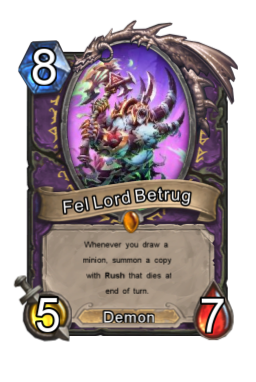 8
Fel Lord Betrug
Whenever you draw a
minion, summon a copy
with Rush that dies at
end of turn.
5
Demon
7